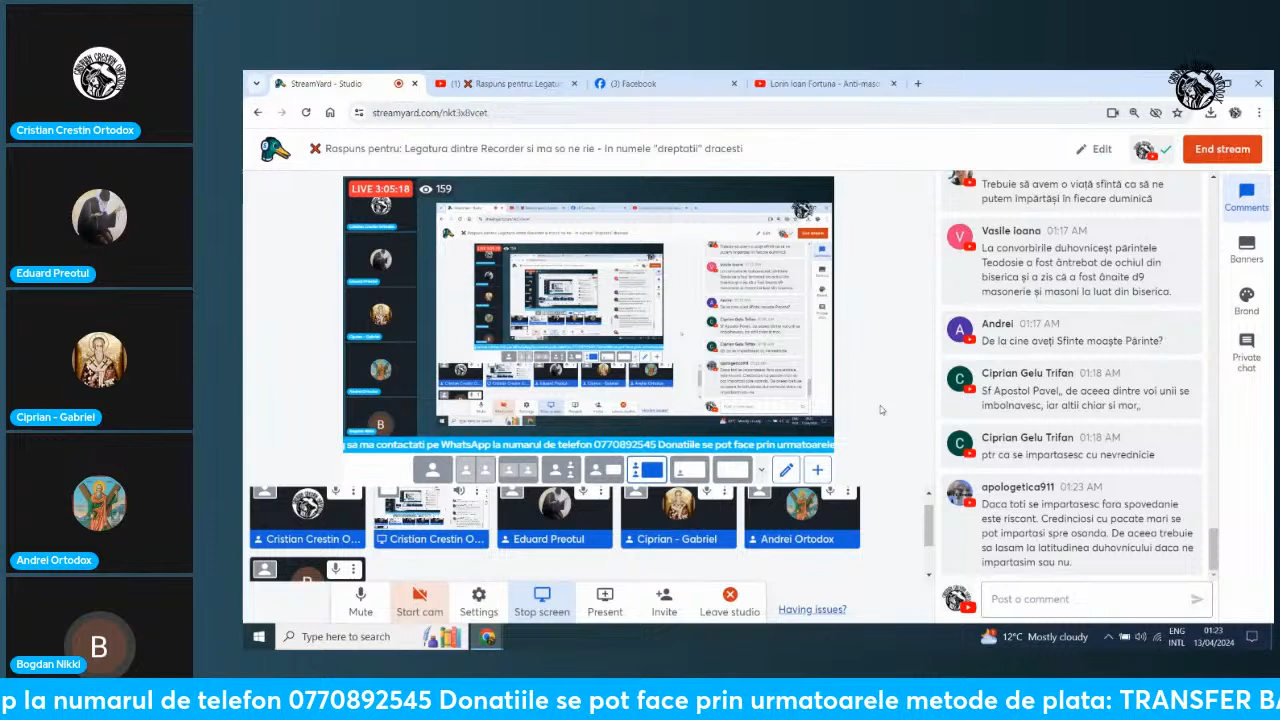 Cristian Crestin Ortodox
Eduard Preotul
Ciprian - Gabriel
Andrei Ortodox
B
Bogdan Nikki
StreamYard - Studio
(1) ❌ Raspuns pentru: Legatu
(3) Facebook
Lorin Ioan Fortuna - Anti-maso
streamyard.com/nkt3x8vcet
❌ Raspuns pentru: Legatura dintre Recorder si ma so ne rie - in numele "dreptatii" dracesti
Edit
End stream
LIVE 3:05:18
159
sa ma contactati pe WhatsApp la numarul de telefon 0770892545 Donatiile se pot face prin urmatoarele
Cristian Crestin O...
Cristian Crestin O...
Eduard Preotul
Ciprian - Gabriel
Andrei Ortodox
Mute
Start cam
Settings
Stop screen
Present
Invite
Leave studio
Having issues?
Trebuie să avem o viață sfintă ca să ne
putem împărtăși în fiecare duminică
V
Vasile Ioana 01:17 AM
La convorbirile duhovnicești părintele
Teodosie a fost àntrebat de ochiul din
biserica și a zis că a fost ànainte d9
masonerie și masoni la luat din biserica.
A
Andrei 01:17 AM
De la cine aveți Sfintele moaște Părinte?
C
Ciprian Gelu Trifan 01:18 AM
Sf Apostol Pavel, da aceea dintre voi unii se
imbolnavesc, iar altii chior si mor,,
C
Ciprian Gelu Trifan 01:18 AM
ptr ca se impartasesc cu nevrednicie
apologetica911 01:23 AM
Daca toti se impartasesc fara spovedanie
este riscant. Credinciosi cu pacate mari se
pot impartasi spre osanda. De aceea trebuie
sa lasam la latitudinea duhovnicului daca ne
impartasim sau nu.
Post a comment
Comments
Banners
Brand
Private
chat
Type here to search
12°C Mostly cloudy
ENG
INTL
01:23
13/04/2024
p la numarul de telefon 0770892545 Donatiile se pot face prin urmatoarele metode de plata: TRANSFER BA